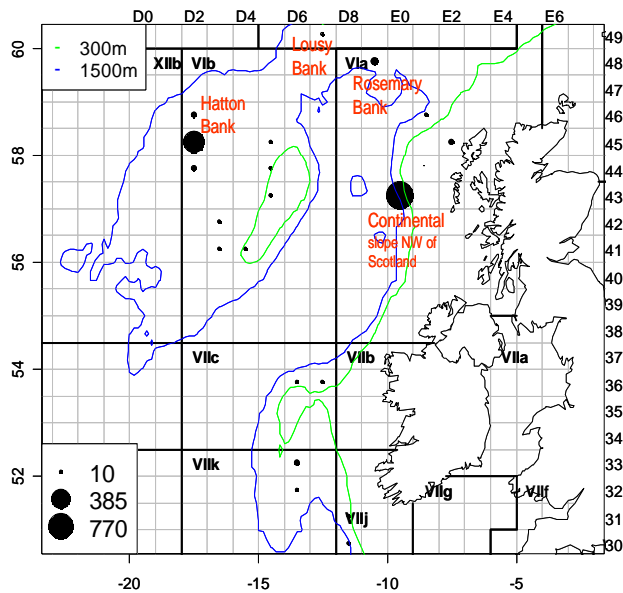 D0 D2 D4 D6 D8 E0 E2 E4 E6
300m
1500m
60
58
56
54
52
-20 -15 -10 -5
49
48
47
46
45
44
43
42
41
40
39
38
37
36
35
34
33
32
31
30
XIIb VIb
Lousy
Bank
VIa
Rosemary
Bank
Hatton
Bank
Continental
slope NW of
Scotland
VIIc
VIIb
VIIa
VIIk
VIIg
VIIf
VIIj
10
385
770